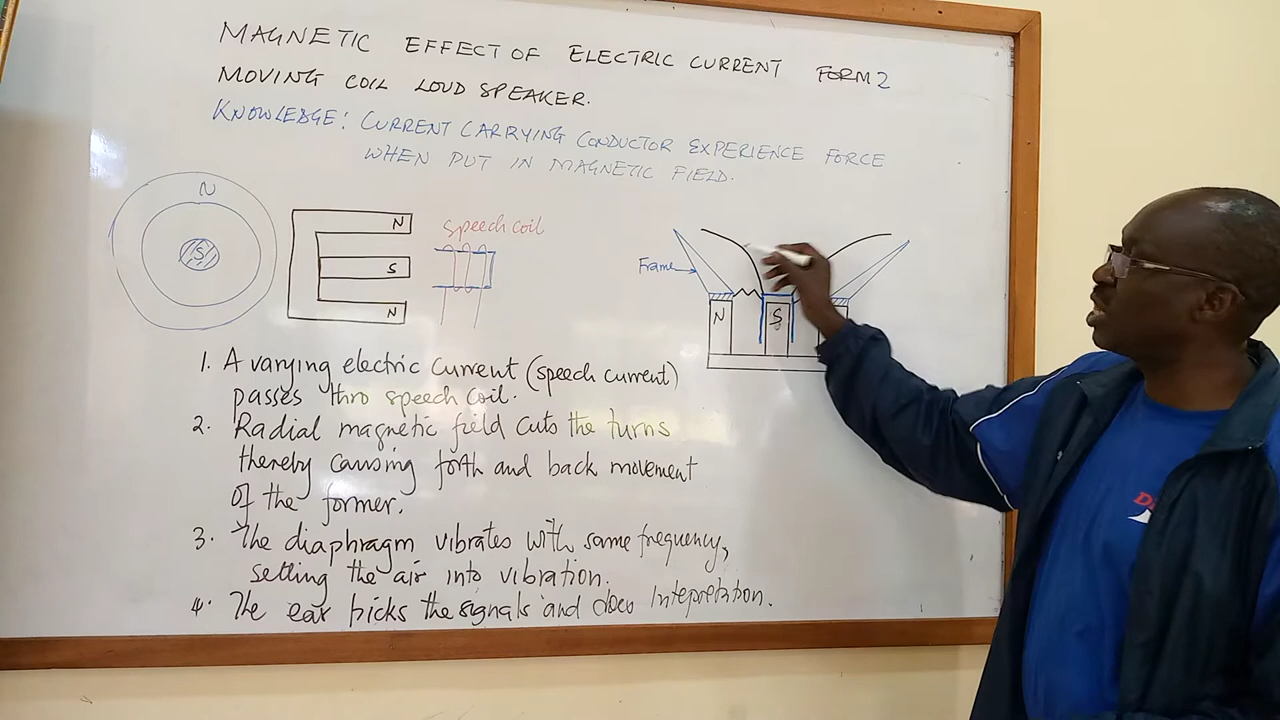 MAGNETIC EFFECT OF ELECTRIC CURRENT FORM 2
MOVING COIL LOUD SPEAKER.
KNOWLEDGE: CURRENT CARRYING CONDUCTOR EXPERIENCE FORCE
WHEN PUT IN MAGNETIC FIELD.
N
S
N
S
N
speech coil
Frame
N
S
1. A varying electric current (speech current)
passes thro speech coil.
2. Radial magnetic field cuts the turns
thereby causing forth and back movement
of the former.
3. The diaphragm vibrates with same frequency,
setting the air into vibration.
4. The ear picks the signals and does Intepretation.